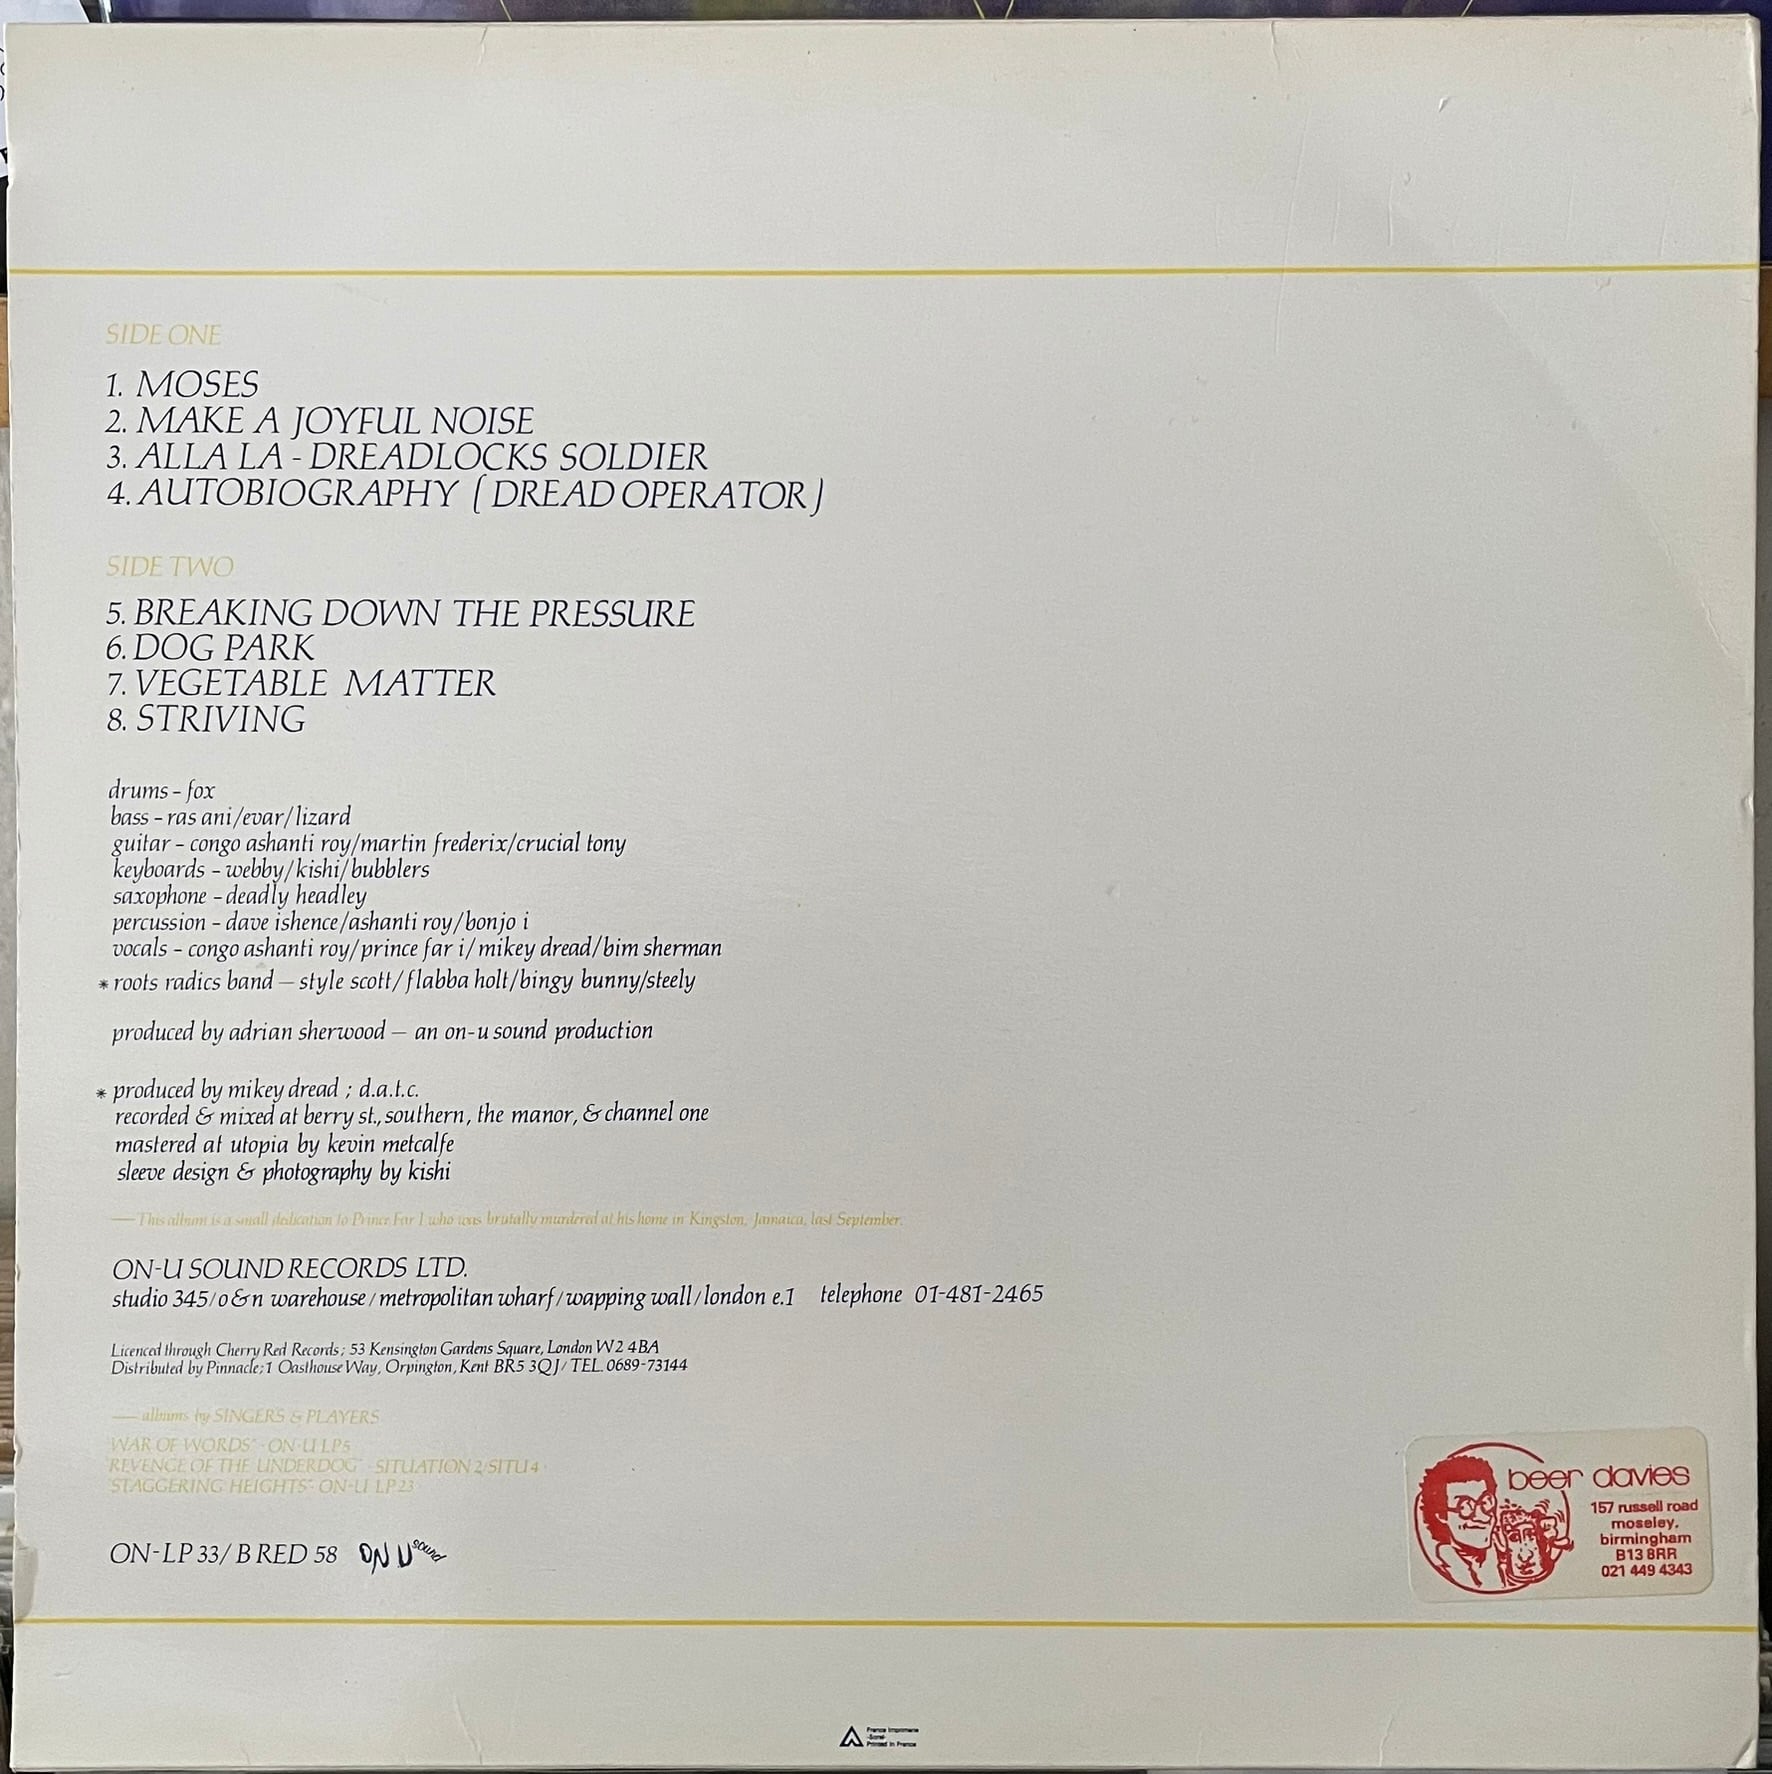 SIDE ONE
1. MOSES
2. MAKE A JOYFUL NOISE
3. ALLA LA - DREADLOCKS SOLDIER
4. AUTOBIOGRAPHY (DREAD OPERATOR)
SIDE TWO
5. BREAKING DOWN THE PRESSURE
6. DOG PARK
7. VEGETABLE MATTER
8. STRIVING
drums - fox
bass - ras ani/evar/lizard
guitar - congo ashanti roy/martin frederix/crucial tony
keyboards - webby/kishi/bubblers
saxophone - deadly headley
percussion - dave ishence/ashanti roy/bonjo i
vocals - congo ashanti roy/prince far i/mikey dread/bim sherman
* roots radics band — style scott/flabba holt/bingy bunny/steely
produced by adrian sherwood — an on-u sound production
* produced by mikey dread ; d.a.t.c.
recorded & mixed at berry st., southern, the manor, & channel one
mastered at utopia by kevin metcalfe
sleeve design & photography by kishi
— This album is a small dedication to Prince Far I who was brutally murdered at his home in Kingston, Jamaica, last September.
ON-U SOUND RECORDS LTD.
studio 345/o&n warehouse/metropolitan wharf/wapping wall/london e.1 telephone 01-481-2465
Licenced through Cherry Red Records; 53 Kensington Gardens Square, London W2 4BA
Distributed by Pinnacle; 1 Oasthouse Way, Orpington, Kent BR5 3QJ/ TEL. 0689-73144
— albums by SINGERS & PLAYERS
WAR OF WORDS" - ON-U LP5
REVENGE OF THE UNDERDOG" - SITUATION 2/SITU 4
"STAGGERING HEIGHTS" - ON-U LP 23
ON-LP 33/ B RED 58 ON U sound
beer davies
157 russell road
moseley,
birmingham
B13 8RR
021 449 4343
France Imprimerie
Printed in France